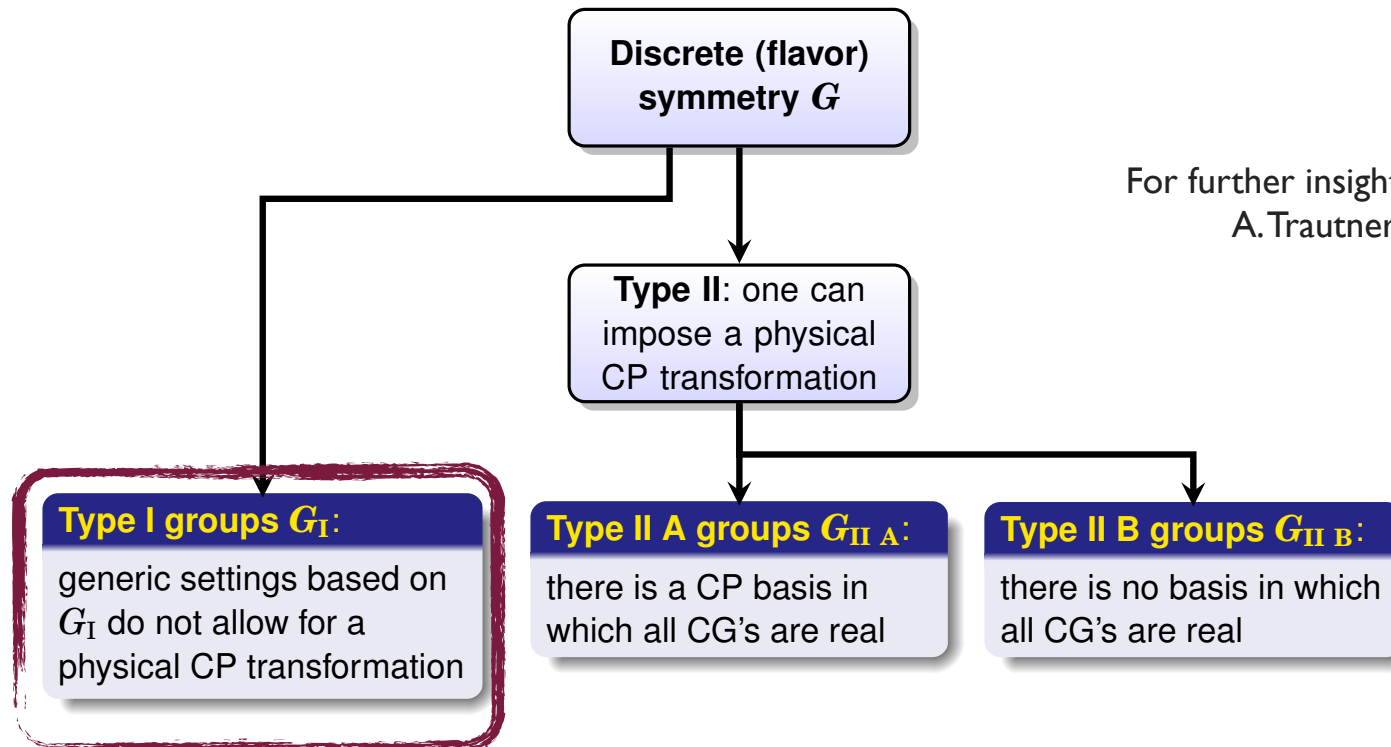 Discrete (flavor)
symmetry G
For further insight
A. Trautner
Type II: one can
impose a physical
CP transformation
Type I groups G_I:
generic settings based on
G_I do not allow for a
physical CP transformation
Type II A groups G_II A:
there is a CP basis in
which all CG's are real
Type II B groups G_II B:
there is no basis in which
all CG's are real